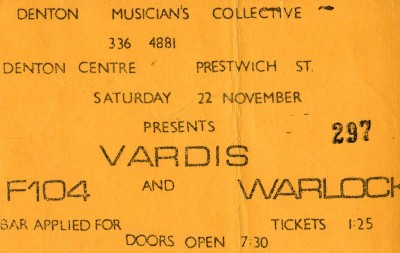 DENTON MUSICIAN'S COLLECTIVE
336 4881
DENTON CENTRE PRESTWICH ST.
SATURDAY 22 NOVEMBER
PRESENTS
297
VARDIS
F104 AND WARLOCK
BAR APPLIED FOR TICKETS 1:25
DOORS OPEN 7:30